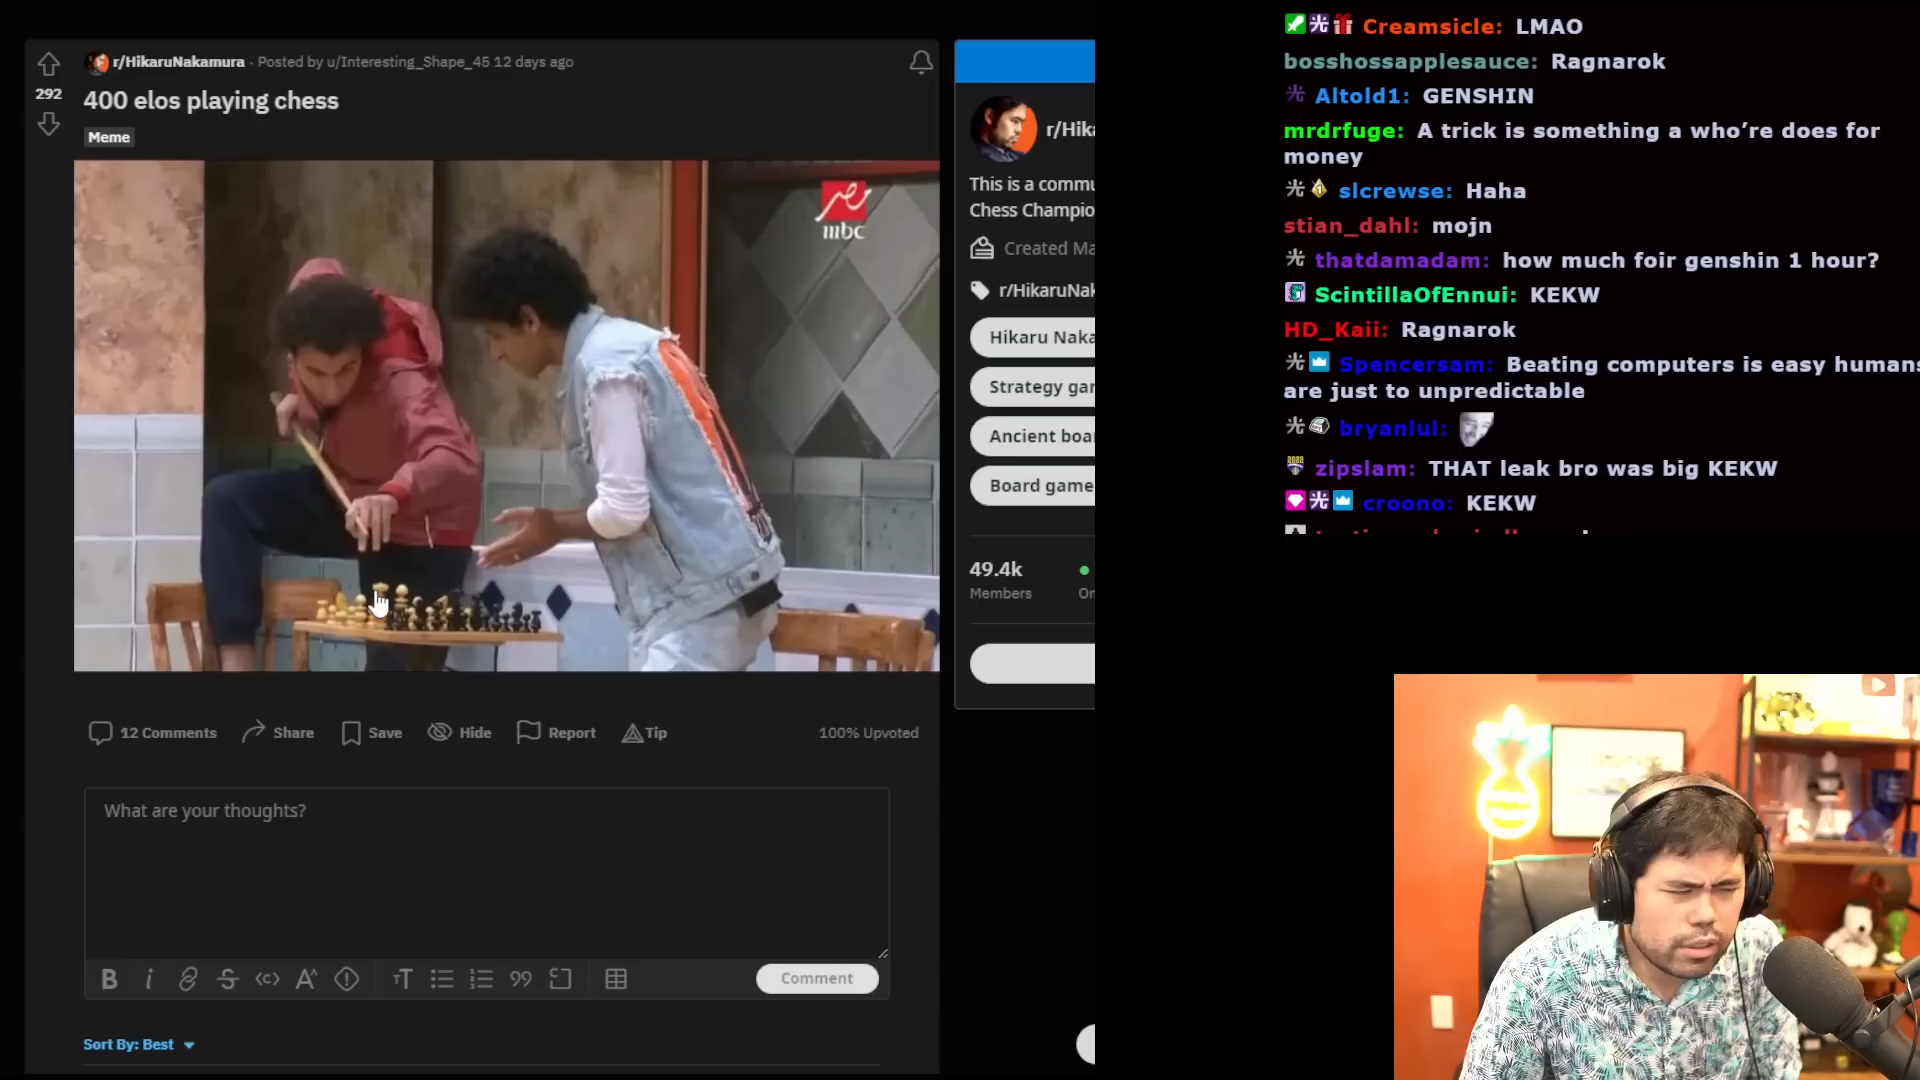 r/HikaruNakamura · Posted by u/Interesting_Shape_45 12 days ago
292
400 elos playing chess
Meme
mbc
12 Comments
Share
Save
Hide
Report
Tip
100% Upvoted
What are your thoughts?
Comment
Sort By: Best
r/Hik
This is a commu
Chess Champio
Created Ma
r/HikaruNak
Hikaru Naka
Strategy gar
Ancient boar
Board game
49.4k
Members
On
Creamsicle: LMAO
bosshossapplesauce: Ragnarok
Altold1: GENSHIN
mrdrfuge: A trick is something a who're does for
money
slcrewse: Haha
stian_dahl: mojn
thatdamadam: how much foir genshin 1 hour?
ScintillaOfEnnui: KEKW
HD_Kaii: Ragnarok
Spencersam: Beating computers is easy humans
are just to unpredictable
bryanlul:
zipslam: THAT leak bro was big KEKW
croono: KEKW